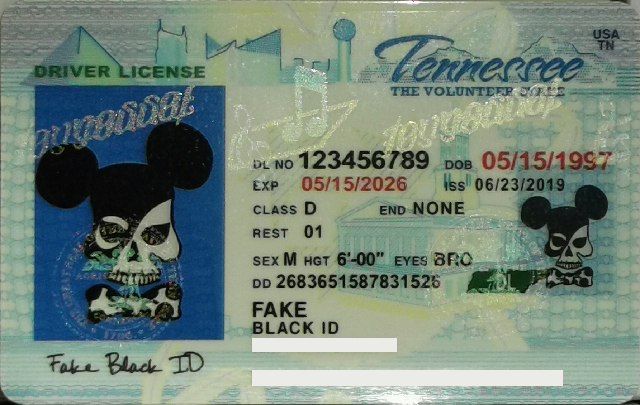 USA
TN
DRIVER LICENSE
Tennessee
THE VOLUNTEER STATE
DL NO 123456789 DOB 05/15/1997
EXP 05/15/2026 ISS 06/23/2019
CLASS D END NONE
REST 01
SEX M HGT 6'-00" EYES BRO
DD 2683651587831526
FAKE
BLACK ID
Fake Black ID